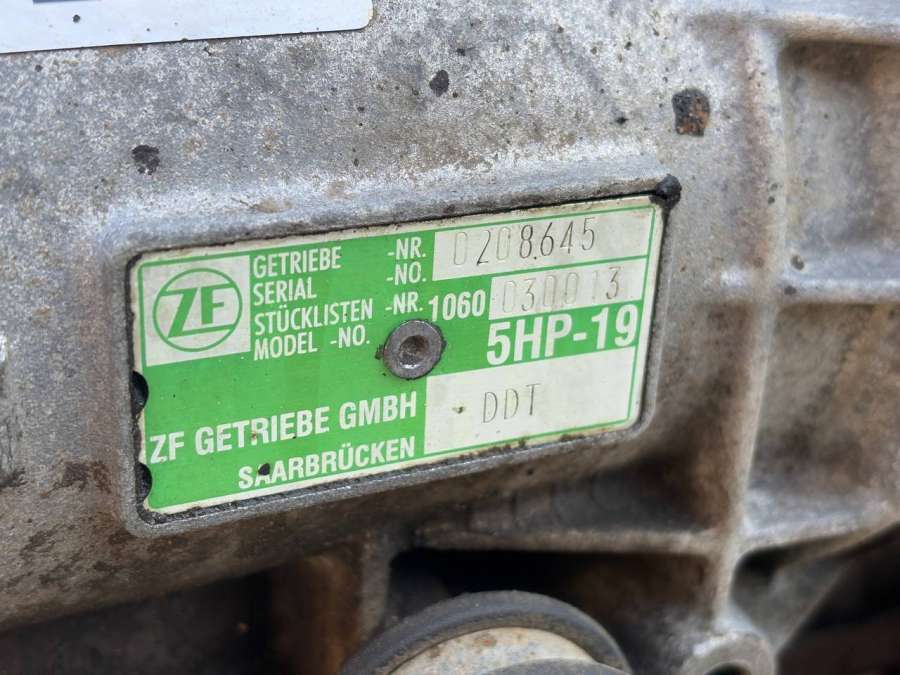 ZF
GETRIEBE -NR. 0208645
SERIAL -NO.
STÜCKLISTEN -NR. 1060 030013
MODEL -NO.
5HP-19
ZF GETRIEBE GMBH
SAARBRÜCKEN
DDT